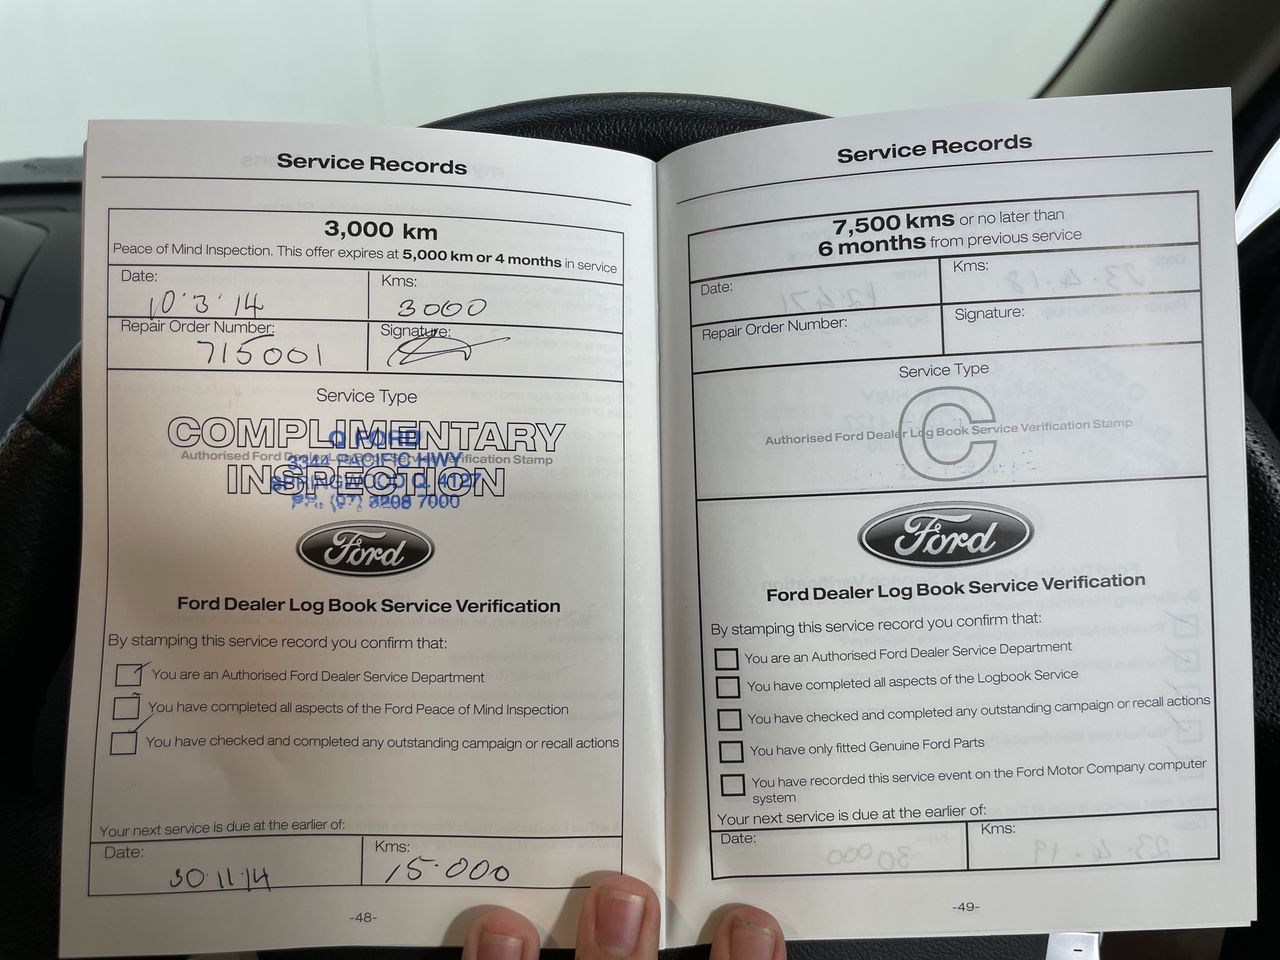 Service Records
3,000 km
Peace of Mind Inspection. This offer expires at 5,000 km or 4 months in service
Date:
10·3·14
Kms:
3000
Repair Order Number:
715001
Signature:
Service Type
COMPLIMENTARY
INSPECTION
Authorised Ford Dealer Log Book Service Verification Stamp
Q FORD
3344 PACIFIC HWY
SPRINGWOOD Q. 4127
PH. (07) 3208 7000
Ford
Ford Dealer Log Book Service Verification
By stamping this service record you confirm that:
You are an Authorised Ford Dealer Service Department
You have completed all aspects of the Ford Peace of Mind Inspection
You have checked and completed any outstanding campaign or recall actions
Your next service is due at the earlier of:
Date:
30·11·14
Kms:
15·000
-48-
Service Records
7,500 kms or no later than
6 months from previous service
Date:
Kms:
Repair Order Number:
Signature:
Service Type
C
Authorised Ford Dealer Log Book Service Verification Stamp
Ford
Ford Dealer Log Book Service Verification
By stamping this service record you confirm that:
You are an Authorised Ford Dealer Service Department
You have completed all aspects of the Logbook Service
You have checked and completed any outstanding campaign or recall actions
You have only fitted Genuine Ford Parts
You have recorded this service event on the Ford Motor Company computer
system
Your next service is due at the earlier of:
Date:
Kms:
-49-